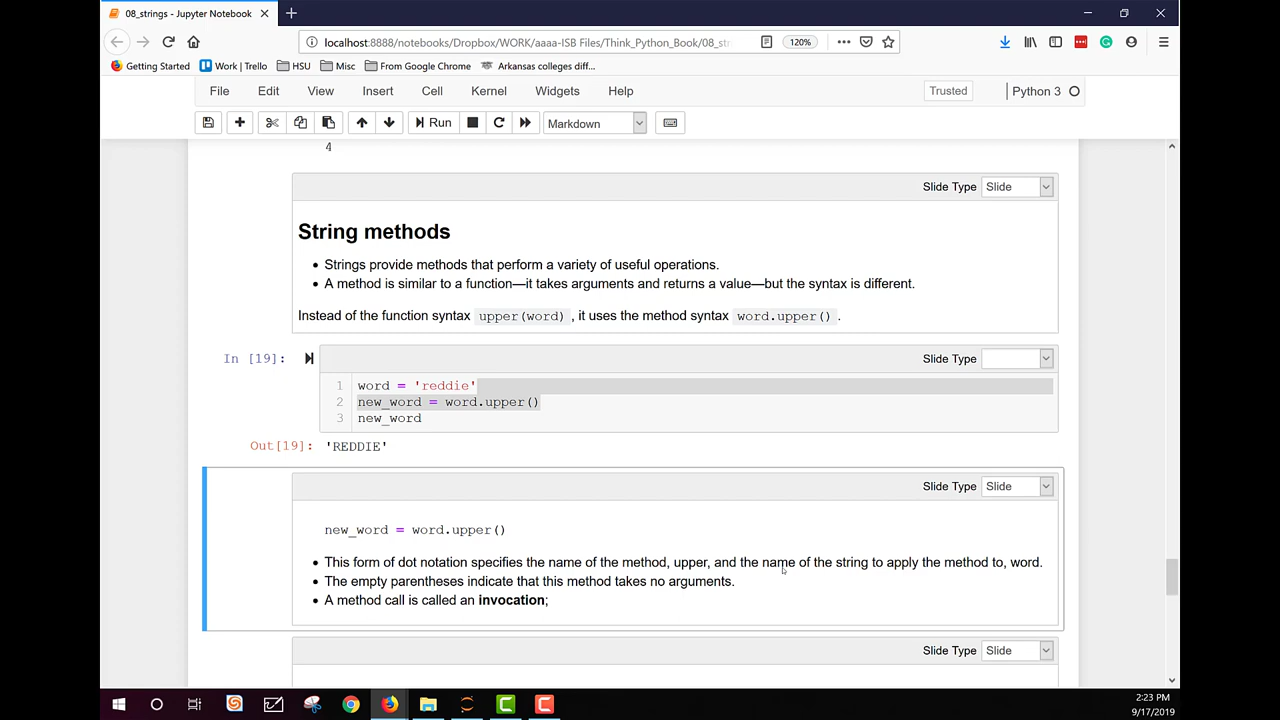 08_strings - Jupyter Notebook
localhost:8888/notebooks/Dropbox/WORK/aaaa-ISB Files/Think_Python_Book/08_str
120%
Getting Started Work | Trello HSU Misc From Google Chrome Arkansas colleges diff...
File Edit View Insert Cell Kernel Widgets Help Trusted Python 3
Run Markdown
4
Slide Type Slide
String methods
• Strings provide methods that perform a variety of useful operations.
• A method is similar to a function—it takes arguments and returns a value—but the syntax is different.
Instead of the function syntax upper(word) , it uses the method syntax word.upper() .
In [19]: Slide Type
1 word = 'reddie'
2 new_word = word.upper()
3 new_word
Out[19]: 'REDDIE'
Slide Type Slide
new_word = word.upper()
• This form of dot notation specifies the name of the method, upper, and the name of the string to apply the method to, word.
• The empty parentheses indicate that this method takes no arguments.
• A method call is called an invocation;
Slide Type Slide
2:23 PM
9/17/2019